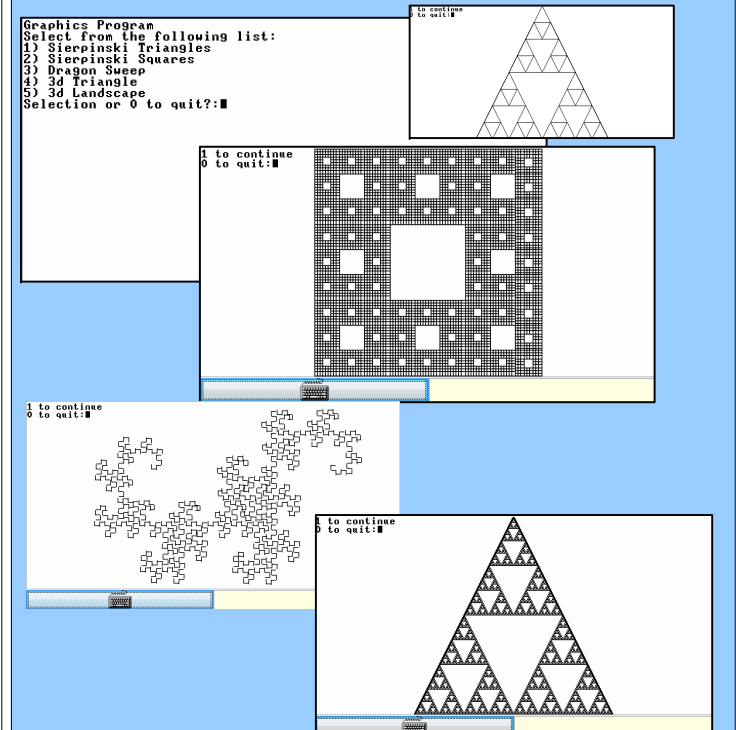 Graphics Program
Select from the following list:
1) Sierpinski Triangles
2) Sierpinski Squares
3) Dragon Sweep
4) 3d Triangle
5) 3d Landscape
Selection or 0 to quit?:
1 to continue
0 to quit:
1 to continue
0 to quit:
1 to continue
0 to quit:
1 to continue
0 to quit: